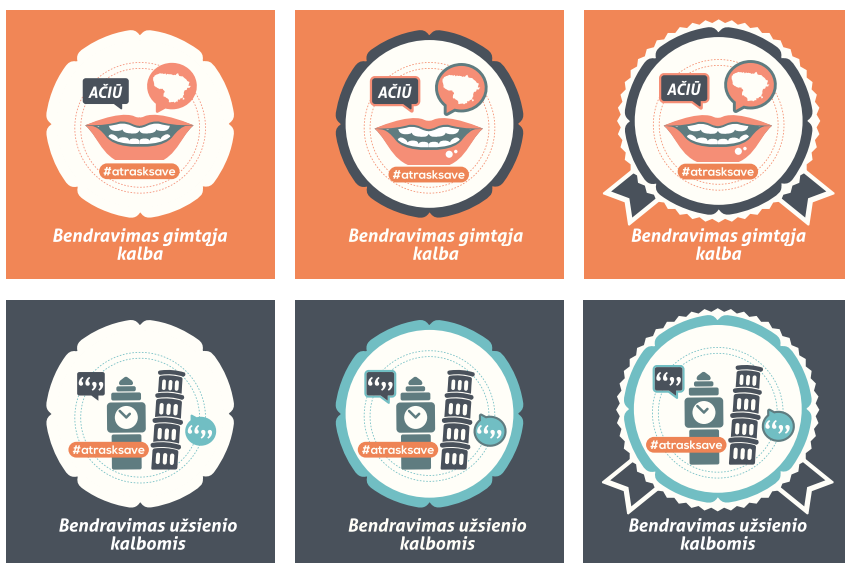 AČIŪ
#atrasksave
Bendravimas gimtąja
kalba
AČIŪ
#atrasksave
Bendravimas gimtąja
kalba
AČIŪ
#atrasksave
Bendravimas gimtąja
kalba
“„
#atrasksave
Bendravimas užsienio
kalbomis
“„
#atrasksave
Bendravimas užsienio
kalbomis
“„
#atrasksave
Bendravimas užsienio
kalbomis